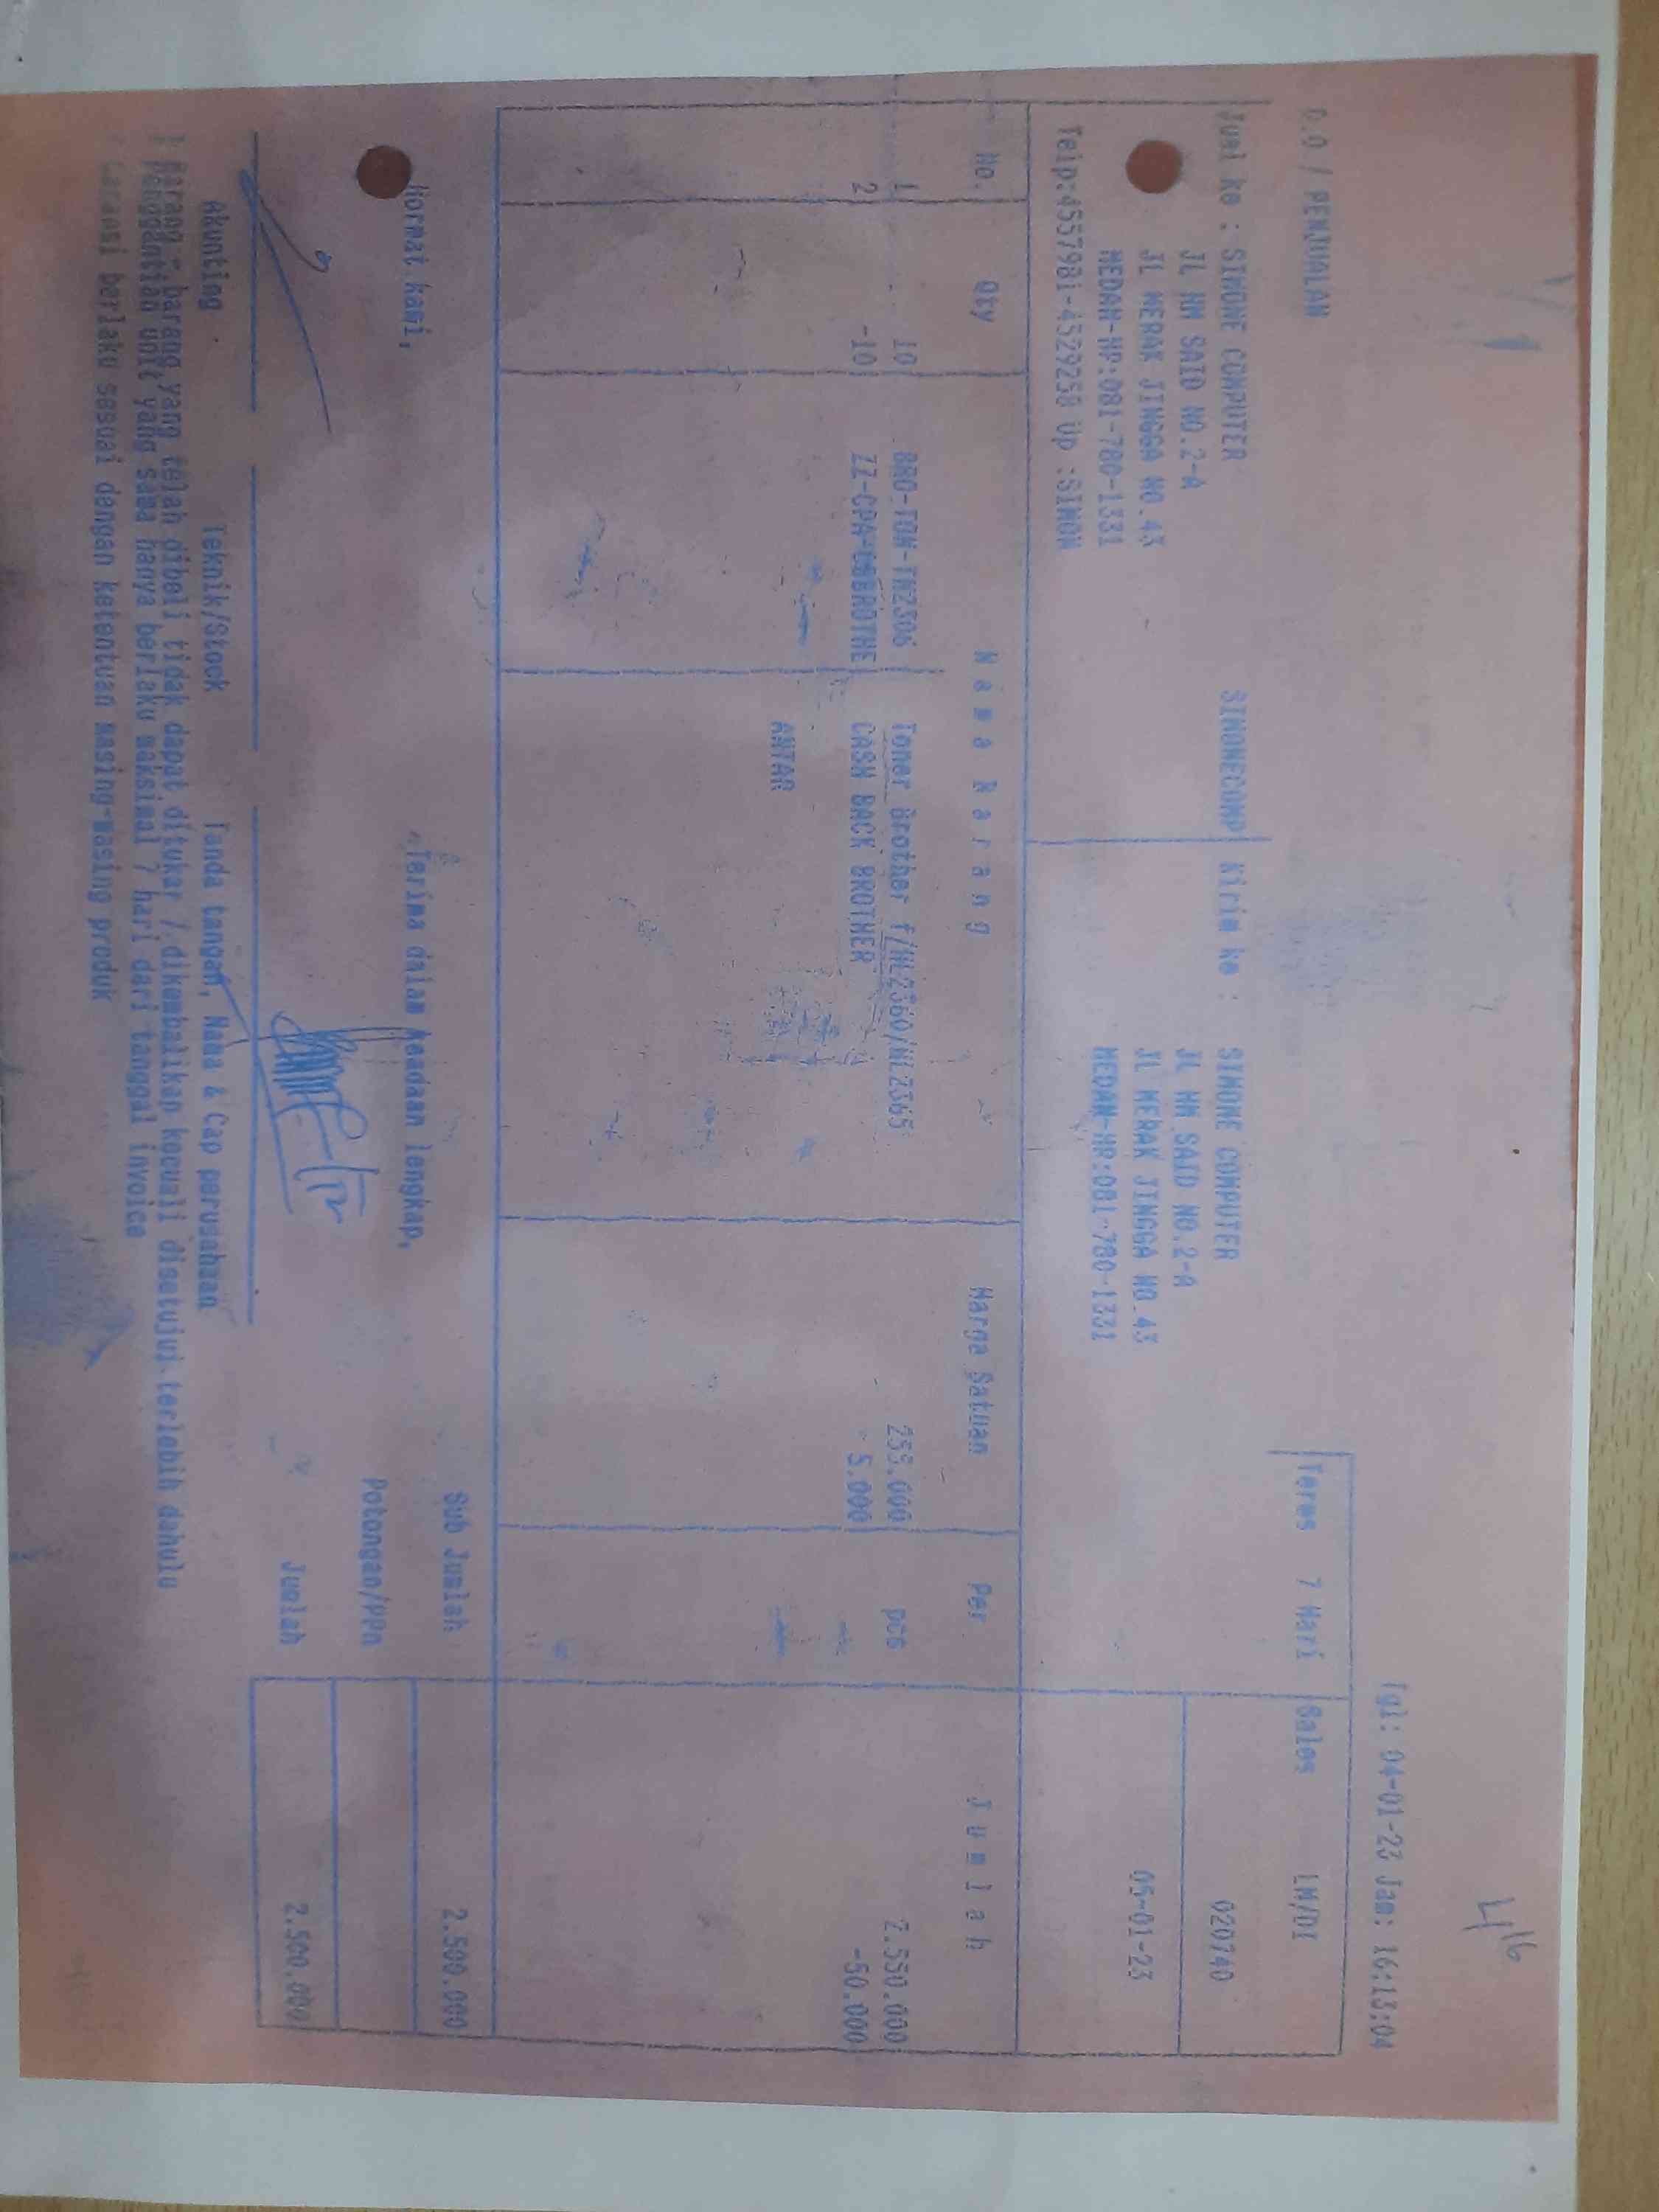 4/16
Tgl: 04-01-23 Jam: 16:13:04
D.O / PENJUALAN
Terms 7 Hari Sales LM/DI
Jual ke : SIMONE COMPUTER SIMONECOMP Kirim ke : SIMONE COMPUTER 020740
JL HM SAID NO.2-A JL HM SAID NO.2-A
JL MERAK JINGGA NO.43 JL MERAK JINGGA NO.43 05-01-23
MEDAN-HP:081-780-1331 MEDAN-HP:081-780-1331
Telp:4557981-4529258 Up :SIMON
No. Qty Nama Barang Harga Satuan Per Jumlah
1 10 BRO-TON-TN2306 Toner Brother f/HL2360/HL2365 255.000 pcs 2.550.000
2 -10 ZZ-CPA-CBBROTHE CASH BACK BROTHER 5.000 -50.000
ANTAR
Hormat kami, Terima dalam keadaan lengkap, Sub Jumlah 2.500.000
Potongan/PPn
Jumlah 2.500.000
Akunting Teknik/Stock Tanda tangan, Nama & Cap perusahaan
Barang - barang yang telah dibeli tidak dapat ditukar / dikembalikan kecuali disetujui terlebih dahulu
Penggantian unit yang sama hanya berlaku maksimal 7 hari dari tanggal invoice
Garansi berlaku sesuai dengan ketentuan masing-masing produk